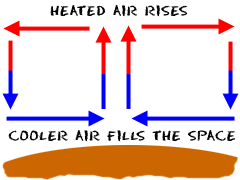 HEATED AIR RISES
COOLER AIR FILLS THE SPACE